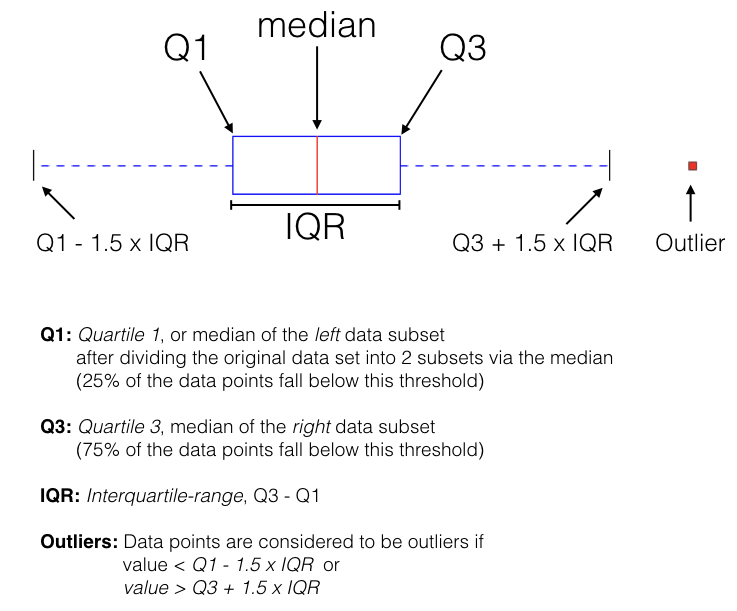 median
Q1
Q3
IQR
Q1 - 1.5 x IQR
Q3 + 1.5 x IQR
Outlier
Q1: Quartile 1, or median of the left data subset
after dividing the original data set into 2 subsets via the median
(25% of the data points fall below this threshold)
Q3: Quartile 3, median of the right data subset
(75% of the data points fall below this threshold)
IQR: Interquartile-range, Q3 - Q1
Outliers: Data points are considered to be outliers if
value < Q1 - 1.5 x IQR or
value > Q3 + 1.5 x IQR